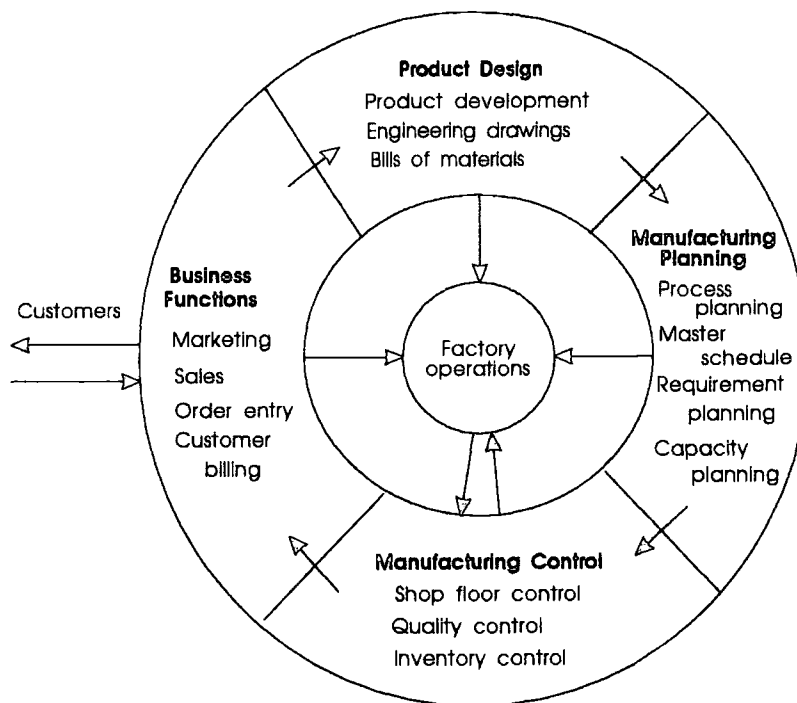 Product Design
Product development
Engineering drawings
Bills of materials
Manufacturing
Planning
Process
planning
Master
schedule
Requirement
planning
Capacity
planning
Business
Functions
Marketing
Sales
Order entry
Customer
billing
Customers
Factory
operations
Manufacturing Control
Shop floor control
Quality control
Inventory control